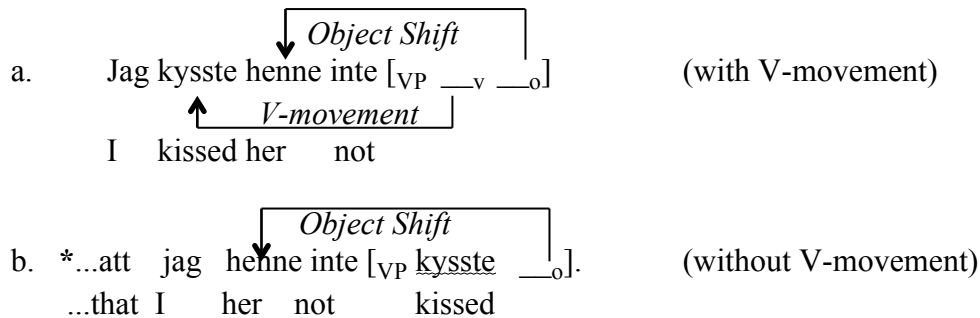 Object Shift
a. Jag kysste henne inte [VP __v __o] (with V-movement)
V-movement
I kissed her not
Object Shift
b. *...att jag henne inte [VP kysste __o]. (without V-movement)
...that I her not kissed